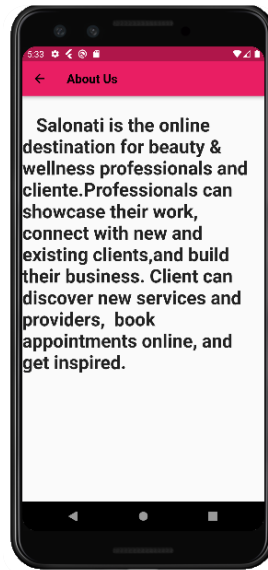 5:33
About Us
Salonati is the online
destination for beauty &
wellness professionals and
cliente.Professionals can
showcase their work,
connect with new and
existing clients,and build
their business. Client can
discover new services and
providers,  book
appointments online, and
get inspired.